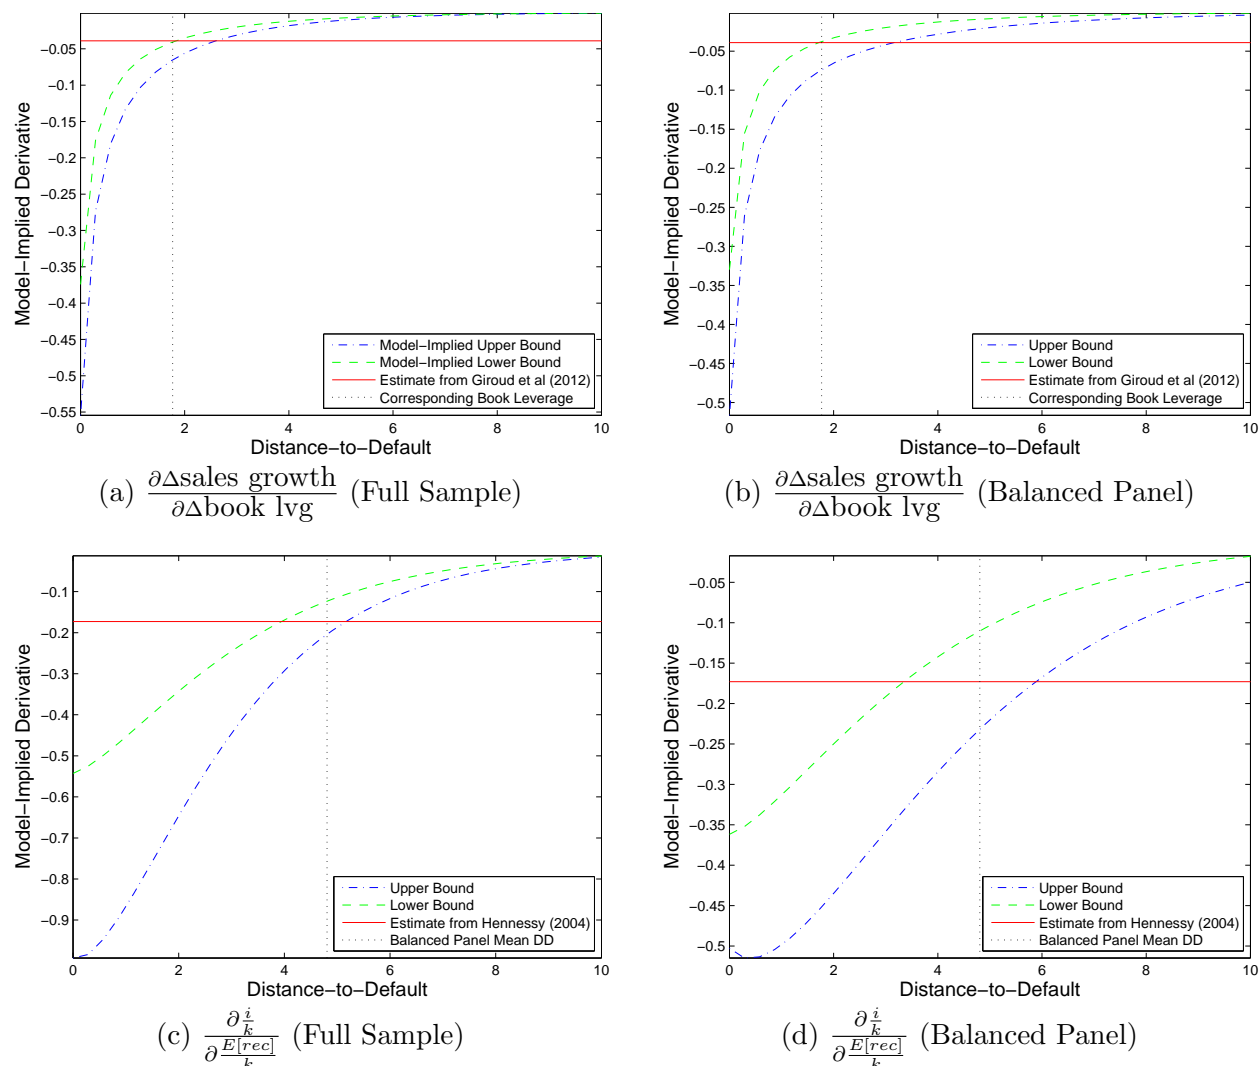 Model−Implied Derivative
−0.05
−0.1
−0.15
−0.2
−0.25
−0.3
−0.35
−0.4
−0.45
−0.5
−0.55
0 2 4 6 8 10
Distance−to−Default
Model−Implied Upper Bound
Model−Implied Lower Bound
Estimate from Giroud et al (2012)
Corresponding Book Leverage
(a) ∂Δsales growth / ∂Δbook lvg (Full Sample)
Model−Implied Derivative
−0.05
−0.1
−0.15
−0.2
−0.25
−0.3
−0.35
−0.4
−0.45
−0.5
0 2 4 6 8 10
Distance−to−Default
Upper Bound
Lower Bound
Estimate from Giroud et al (2012)
Corresponding Book Leverage
(b) ∂Δsales growth / ∂Δbook lvg (Balanced Panel)
Model−Implied Derivative
−0.1
−0.2
−0.3
−0.4
−0.5
−0.6
−0.7
−0.8
−0.9
0 2 4 6 8 10
Distance−to−Default
Upper Bound
Lower Bound
Estimate from Hennessy (2004)
Balanced Panel Mean DD
(c) ∂ i/k / ∂ E[rec]/k (Full Sample)
Model−Implied Derivative
−0.05
−0.1
−0.15
−0.2
−0.25
−0.3
−0.35
−0.4
−0.45
−0.5
0 2 4 6 8 10
Distance−to−Default
Upper Bound
Lower Bound
Estimate from Hennessy (2004)
Balanced Panel Mean DD
(d) ∂ i/k / ∂ E[rec]/k (Balanced Panel)